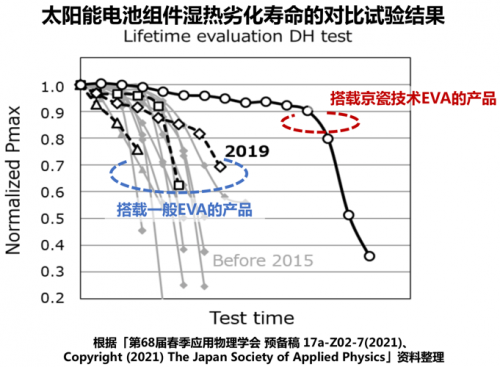 太阳能电池组件湿热劣化寿命的对比试验结果
Lifetime evaluation DH test
Normalized Pmax
1.0
0.9
0.8
0.7
0.6
0.5
0.4
0.3
0.2
搭载京瓷技术EVA的产品
2019
搭载一般EVA的产品
Before 2015
Test time
根据「第68届春季应用物理学会 预备稿 17a-Z02-7(2021)、
Copyright (2021) The Japan Society of Applied Physics」资料整理